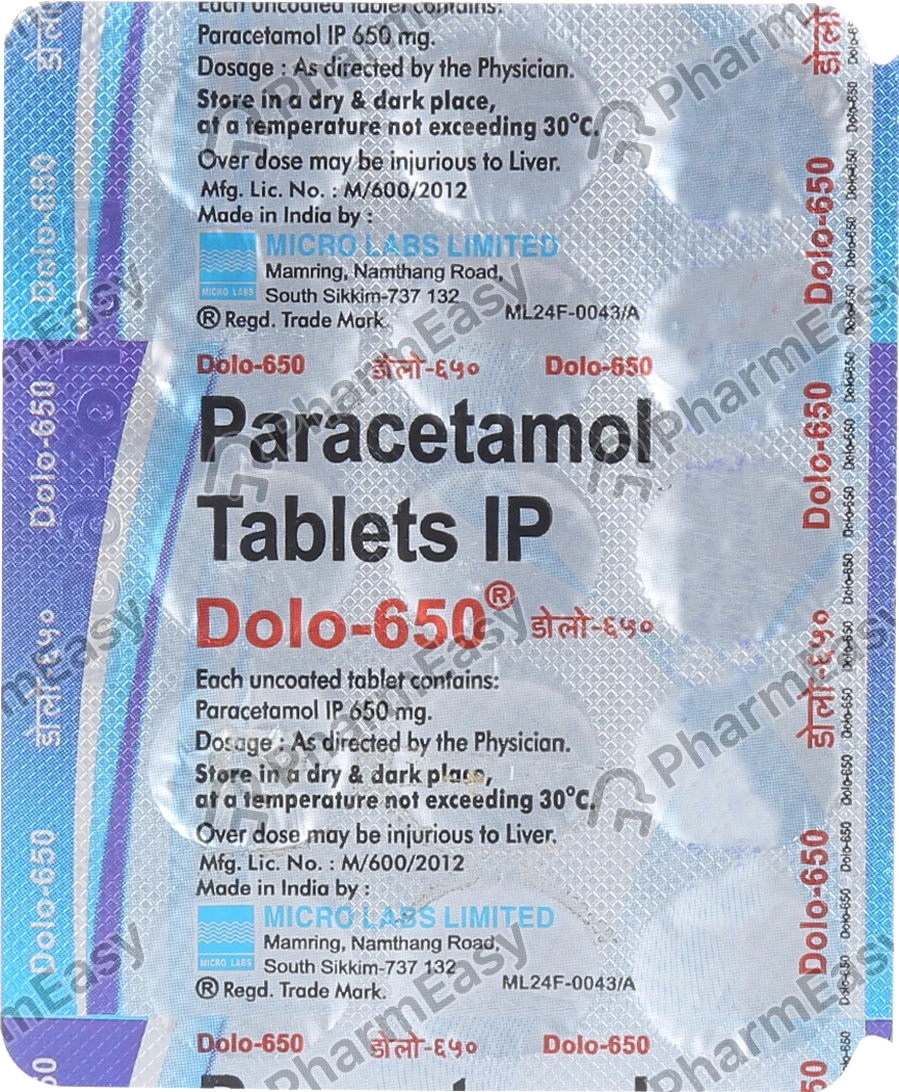 Each uncoated tablet contains:
Paracetamol IP 650 mg.
Dosage : As directed by the Physician.
Store in a dry & dark place,
at a temperature not exceeding 30°C.
Over dose may be injurious to Liver.
Mfg. Lic. No. : M/600/2012
Made in India by :
MICRO LABS LIMITED
MICRO LABS
Mamring, Namthang Road,
South Sikkim-737 132
® Regd. Trade Mark.
ML24F-0043/A
Dolo-650 डोलो-६५० Dolo-650
Paracetamol
Tablets IP
Dolo-650® डोलो-६५०
Each uncoated tablet contains:
Paracetamol IP 650 mg.
Dosage : As directed by the Physician.
Store in a dry & dark place,
at a temperature not exceeding 30°C.
Over dose may be injurious to Liver.
Mfg. Lic. No. : M/600/2012
Made in India by :
MICRO LABS LIMITED
MICRO LABS
Mamring, Namthang Road,
South Sikkim-737 132
® Regd. Trade Mark.
ML24F-0043/A
Dolo-650 डोलो-६५० Dolo-650
Dolo-650
Dolo-650
डोलो-६५०
Dolo-650
Dolo-650
Dolo-650
डोलो-६५०
Dolo-650
Dolo-650 Dolo-650 Dolo-650 Dolo-650 Dolo-650 Dolo-650
PharmEasy
PharmEasy
PharmEasy
PharmEasy